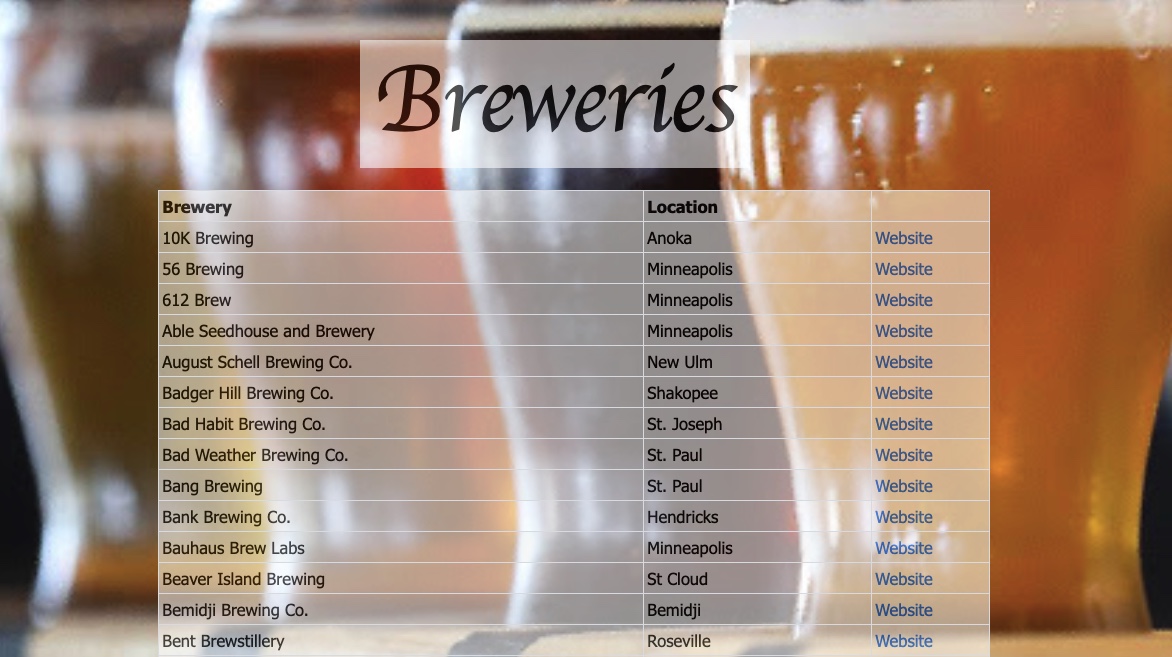 Breweries
Brewery Location
10K Brewing Anoka Website
56 Brewing Minneapolis Website
612 Brew Minneapolis Website
Able Seedhouse and Brewery Minneapolis Website
August Schell Brewing Co. New Ulm Website
Badger Hill Brewing Co. Shakopee Website
Bad Habit Brewing Co. St. Joseph Website
Bad Weather Brewing Co. St. Paul Website
Bang Brewing St. Paul Website
Bank Brewing Co. Hendricks Website
Bauhaus Brew Labs Minneapolis Website
Beaver Island Brewing St Cloud Website
Bemidji Brewing Co. Bemidji Website
Bent Brewstillery Roseville Website